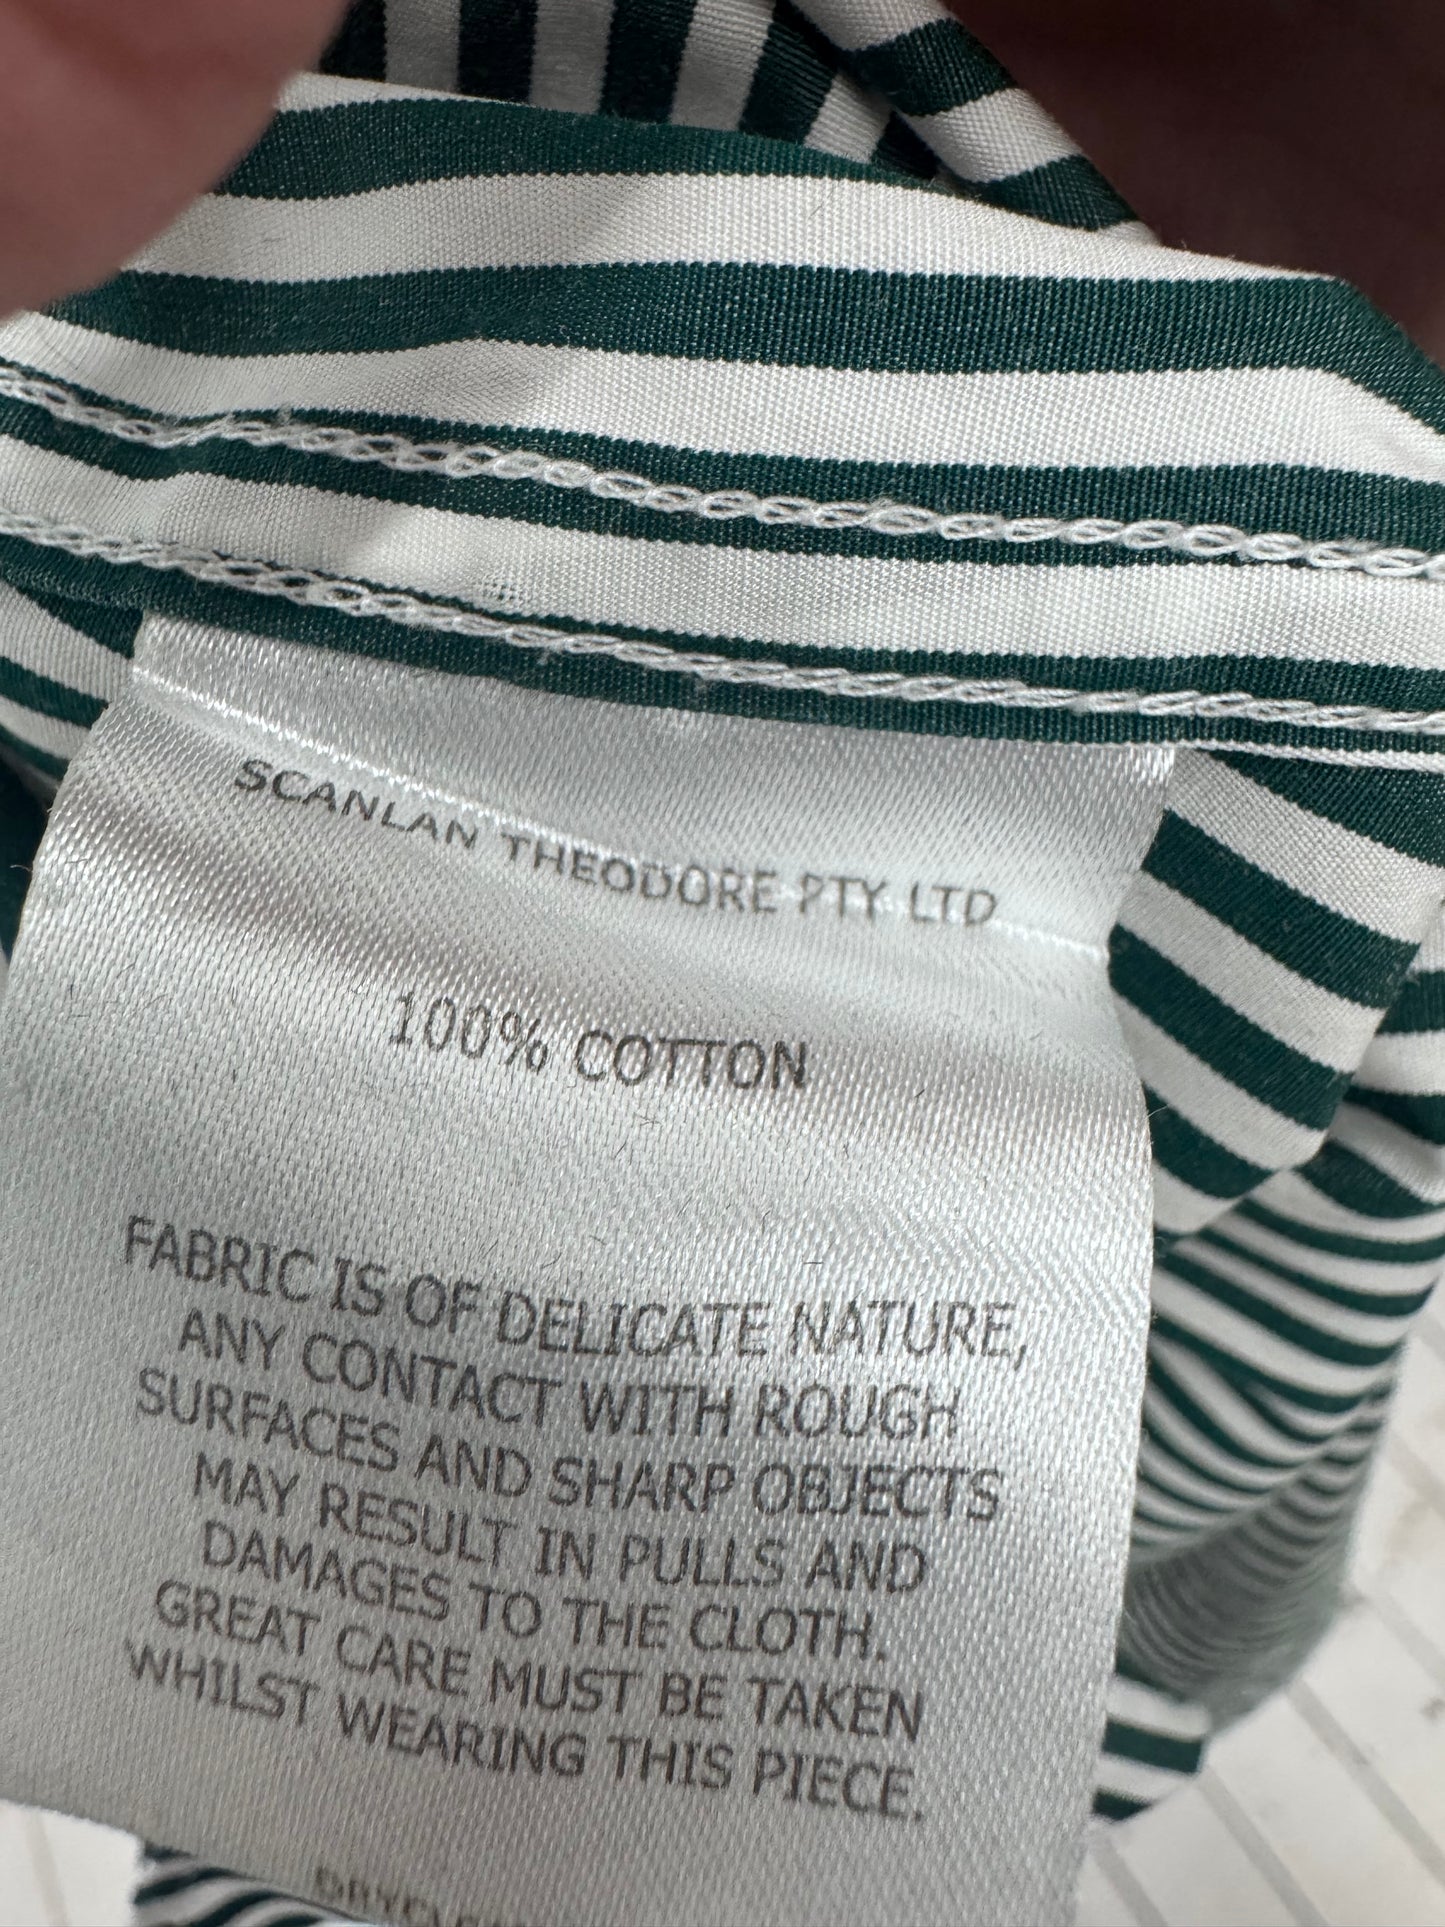 SCANLAN THEODORE PTY LTD
100% COTTON
FABRIC IS OF DELICATE NATURE,
ANY CONTACT WITH ROUGH
SURFACES AND SHARP OBJECTS
MAY RESULT IN PULLS AND
DAMAGES TO THE CLOTH.
GREAT CARE MUST BE TAKEN
WHILST WEARING THIS PIECE.